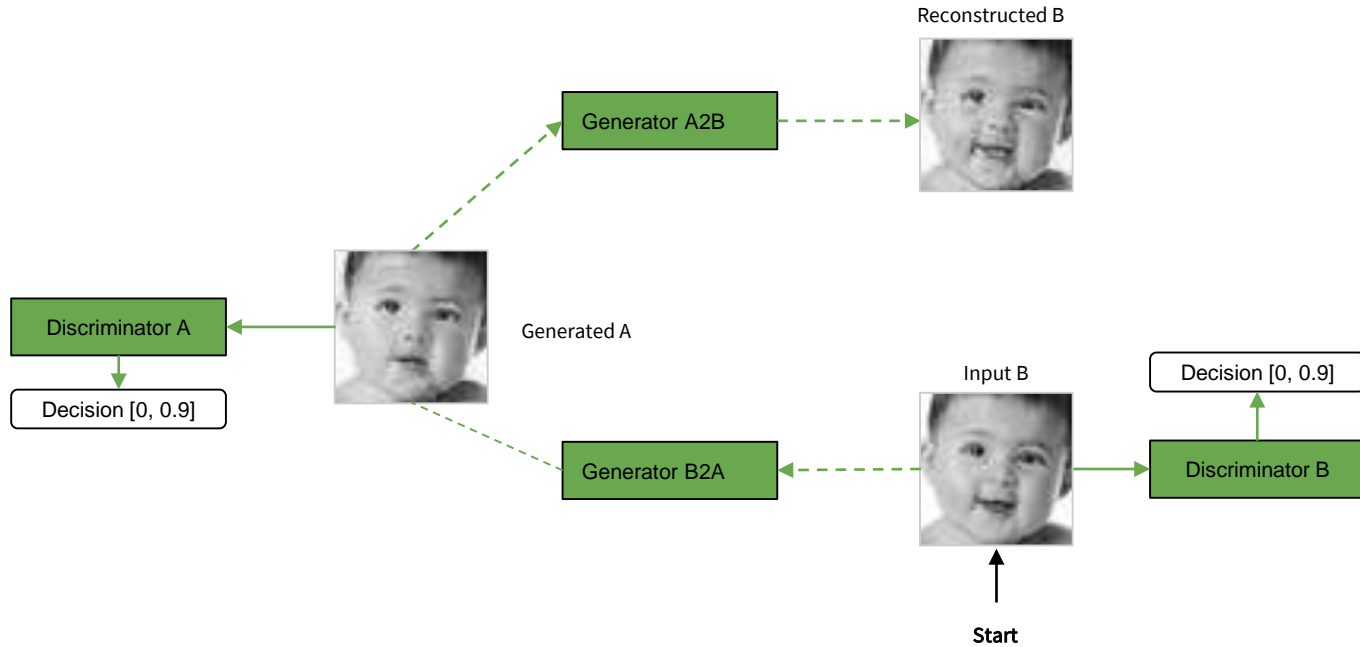 Reconstructed B
Generator A2B
Discriminator A
Generated A
Decision [0, 0.9]
Input B
Decision [0, 0.9]
Generator B2A
Discriminator B
Start